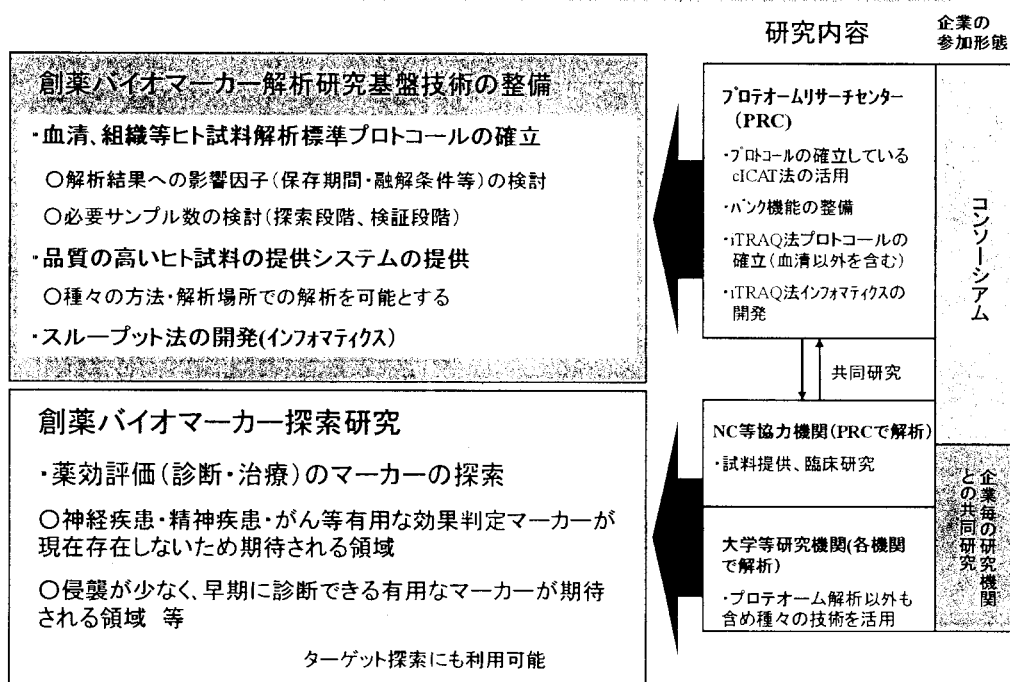 研究内容
企業の
参加形態
創薬バイオマーカー解析研究基盤技術の整備
・血清、組織等ヒト試料解析標準プロトコールの確立
〇解析結果への影響因子(保存期間・融解条件等)の検討
〇必要サンプル数の検討(探索段階、検証段階)
・品質の高いヒト試料の提供システムの提供
〇種々の方法・解析場所での解析を可能とする
・スループット法の開発(インフォマティクス)
プロテオームリサーチセンター
(PRC)
・プロトコールの確立している
cICAT法の活用
・バンク機能の整備
・iTRAQ法プロトコールの
確立(血清以外を含む)
・iTRAQ法インフォマティクスの
開発
コンソーシアム
共同研究
創薬バイオマーカー探索研究
・薬効評価(診断・治療)のマーカーの探索
〇神経疾患・精神疾患・がん等有用な効果判定マーカーが
現在存在しないため期待される領域
〇侵襲が少なく、早期に診断できる有用なマーカーが期待
される領域 等
ターゲット探索にも利用可能
NC等協力機関(PRCで解析)
・試料提供、臨床研究
大学等研究機関(各機関
で解析)
・プロテオーム解析以外も
含め種々の技術を活用
企業毎の研究機関
との共同研究